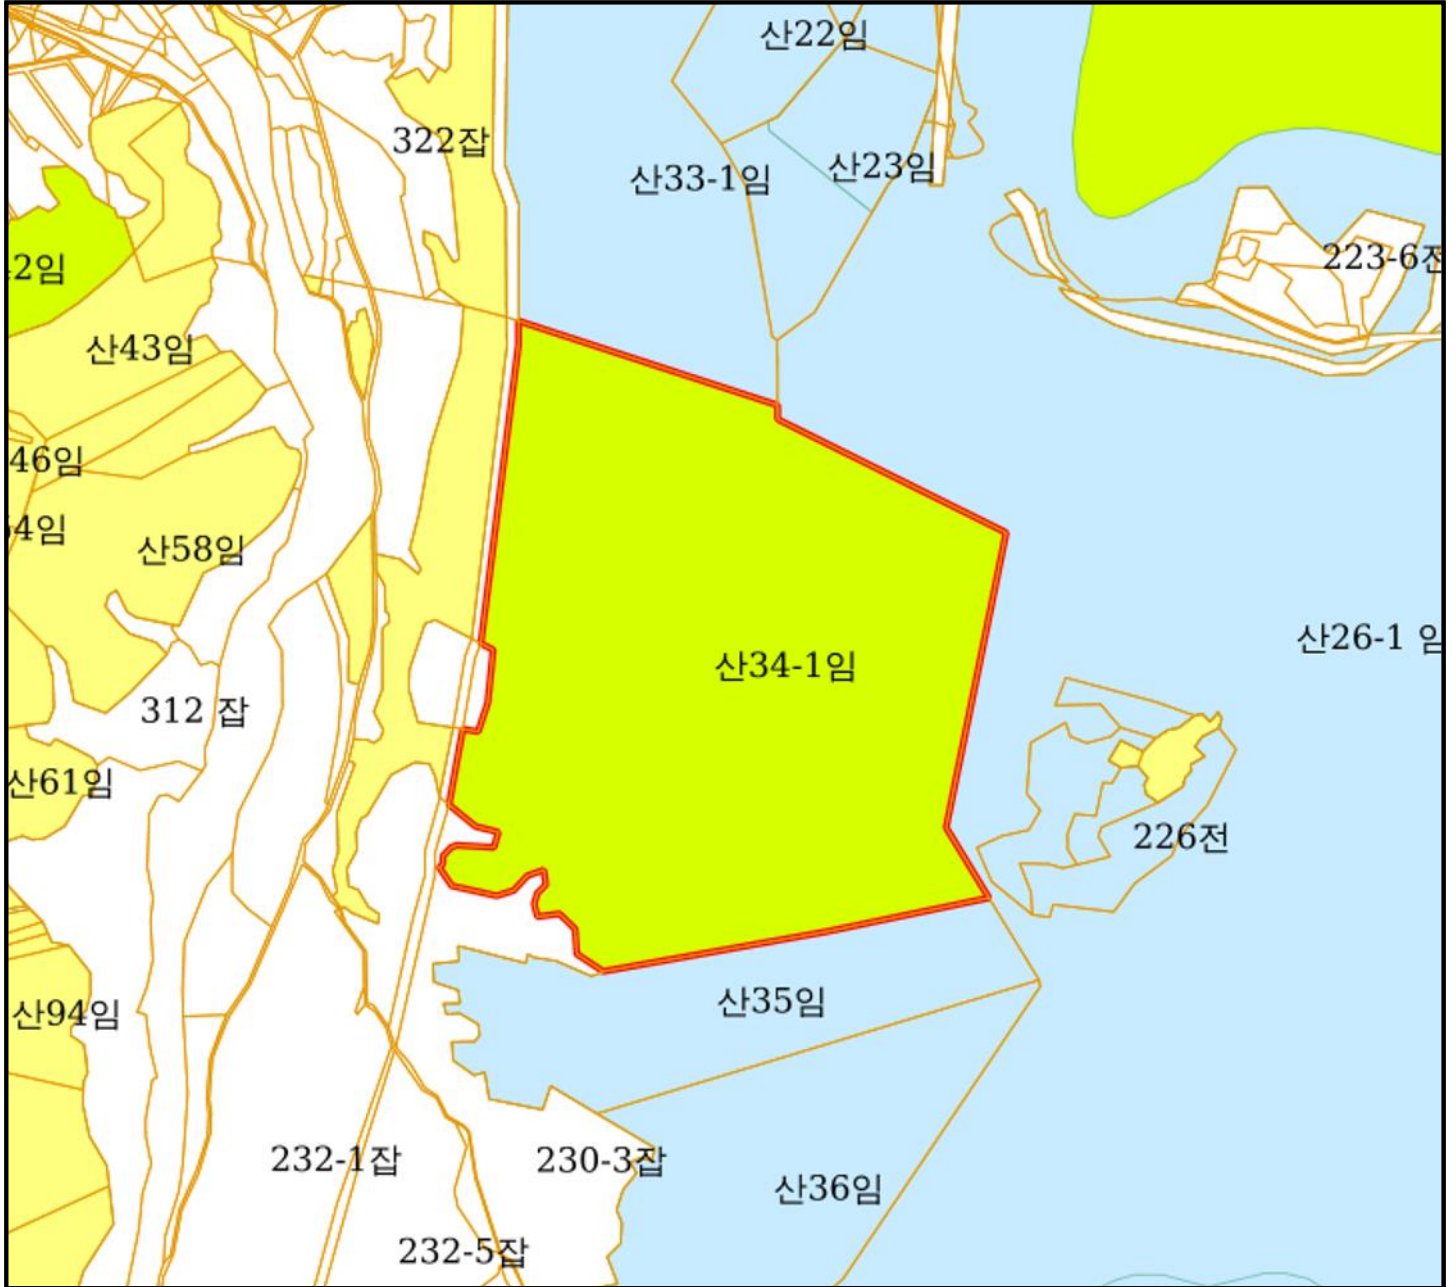 산22임
322잡
산23임
산33-1임
223-6전
2임
산43임
46임
4임
산58임
산26-1 임
산34-1임
312 잡
산61임
226전
산35임
산94임
232-1잡
230-3잡
산36임
232-5잡